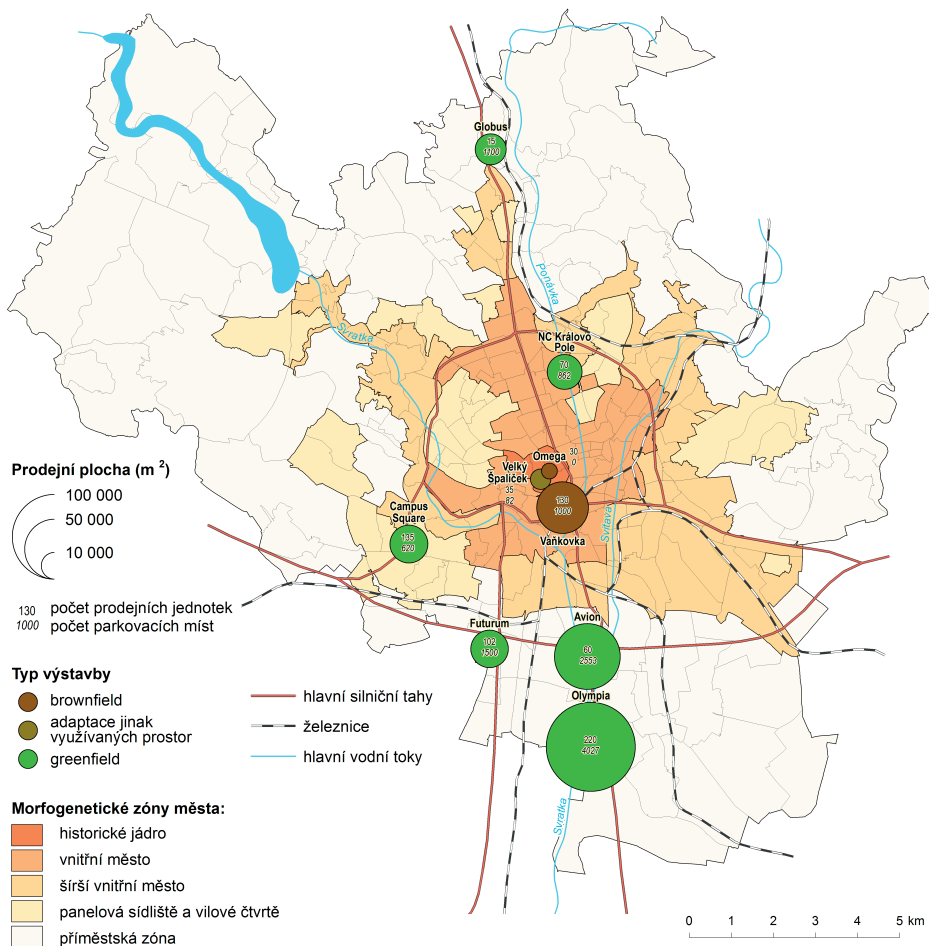 Globus
15
1100
Ponávka
Svratka
NC Královo
Pole
70
862
Omega
30
0
Velký
Špalíček
35
82
130
1000
Vaňkovka
Svitava
Campus
Square
135
620
Futurum
102
1500
Avion
60
2553
Olympia
220
4027
Svratka
Prodejní plocha (m 2)
100 000
50 000
10 000
130 počet prodejních jednotek
1000 počet parkovacích míst
Typ výstavby
brownfield
adaptace jinak
využívaných prostor
greenfield
hlavní silniční tahy
železnice
hlavní vodní toky
Morfogenetické zóny města:
historické jádro
vnitřní město
šírší vnitřní město
panelová sídliště a vilové čtvrtě
příměstská zóna
0 1 2 3 4 5 km